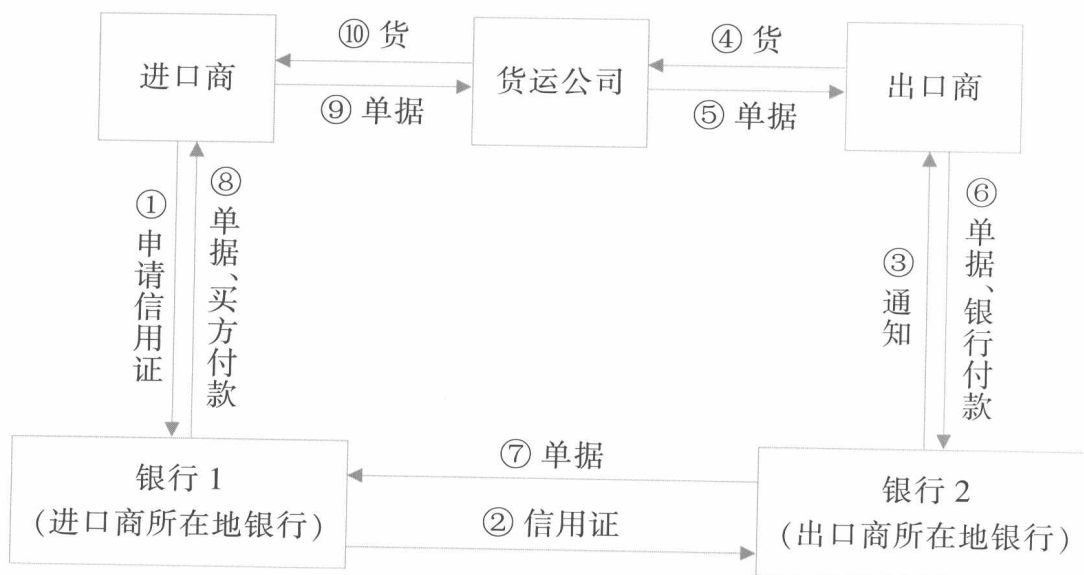 ⑩ 货
④ 货
进口商
货运公司
出口商
⑨ 单据
⑤ 单据
① 申请信用证
⑧ 单据、买方付款
③ 通知
⑥ 单据、银行付款
银行 1
(进口商所在地银行)
⑦ 单据
② 信用证
银行 2
(出口商所在地银行)